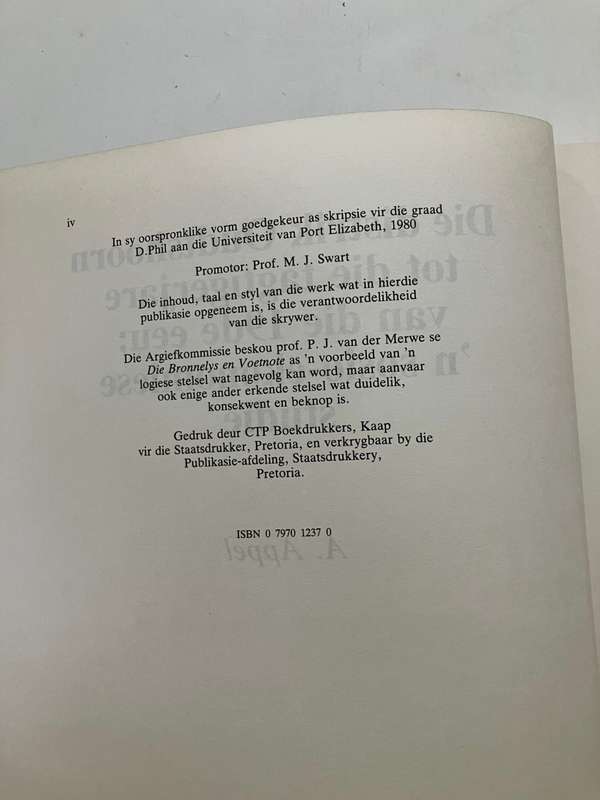 iv
In sy oorspronklike vorm goedgekeur as skripsie vir die graad
D.Phil aan die Universiteit van Port Elizabeth, 1980
Promotor: Prof. M. J. Swart
Die inhoud, taal en styl van die werk wat in hierdie
publikasie opgeneem is, is die verantwoordelikheid
van die skrywer.
Die Argiefkommissie beskou prof. P. J. van der Merwe se
Die Bronnelys en Voetnote as 'n voorbeeld van 'n
logiese stelsel wat nagevolg kan word, maar aanvaar
ook enige ander erkende stelsel wat duidelik,
konsekwent en beknop is.
Gedruk deur CTP Boekdrukkers, Kaap
vir die Staatsdrukker, Pretoria, en verkrygbaar by die
Publikasie-afdeling, Staatsdrukkery,
Pretoria.
ISBN 0 7970 1237 0
A. Appel